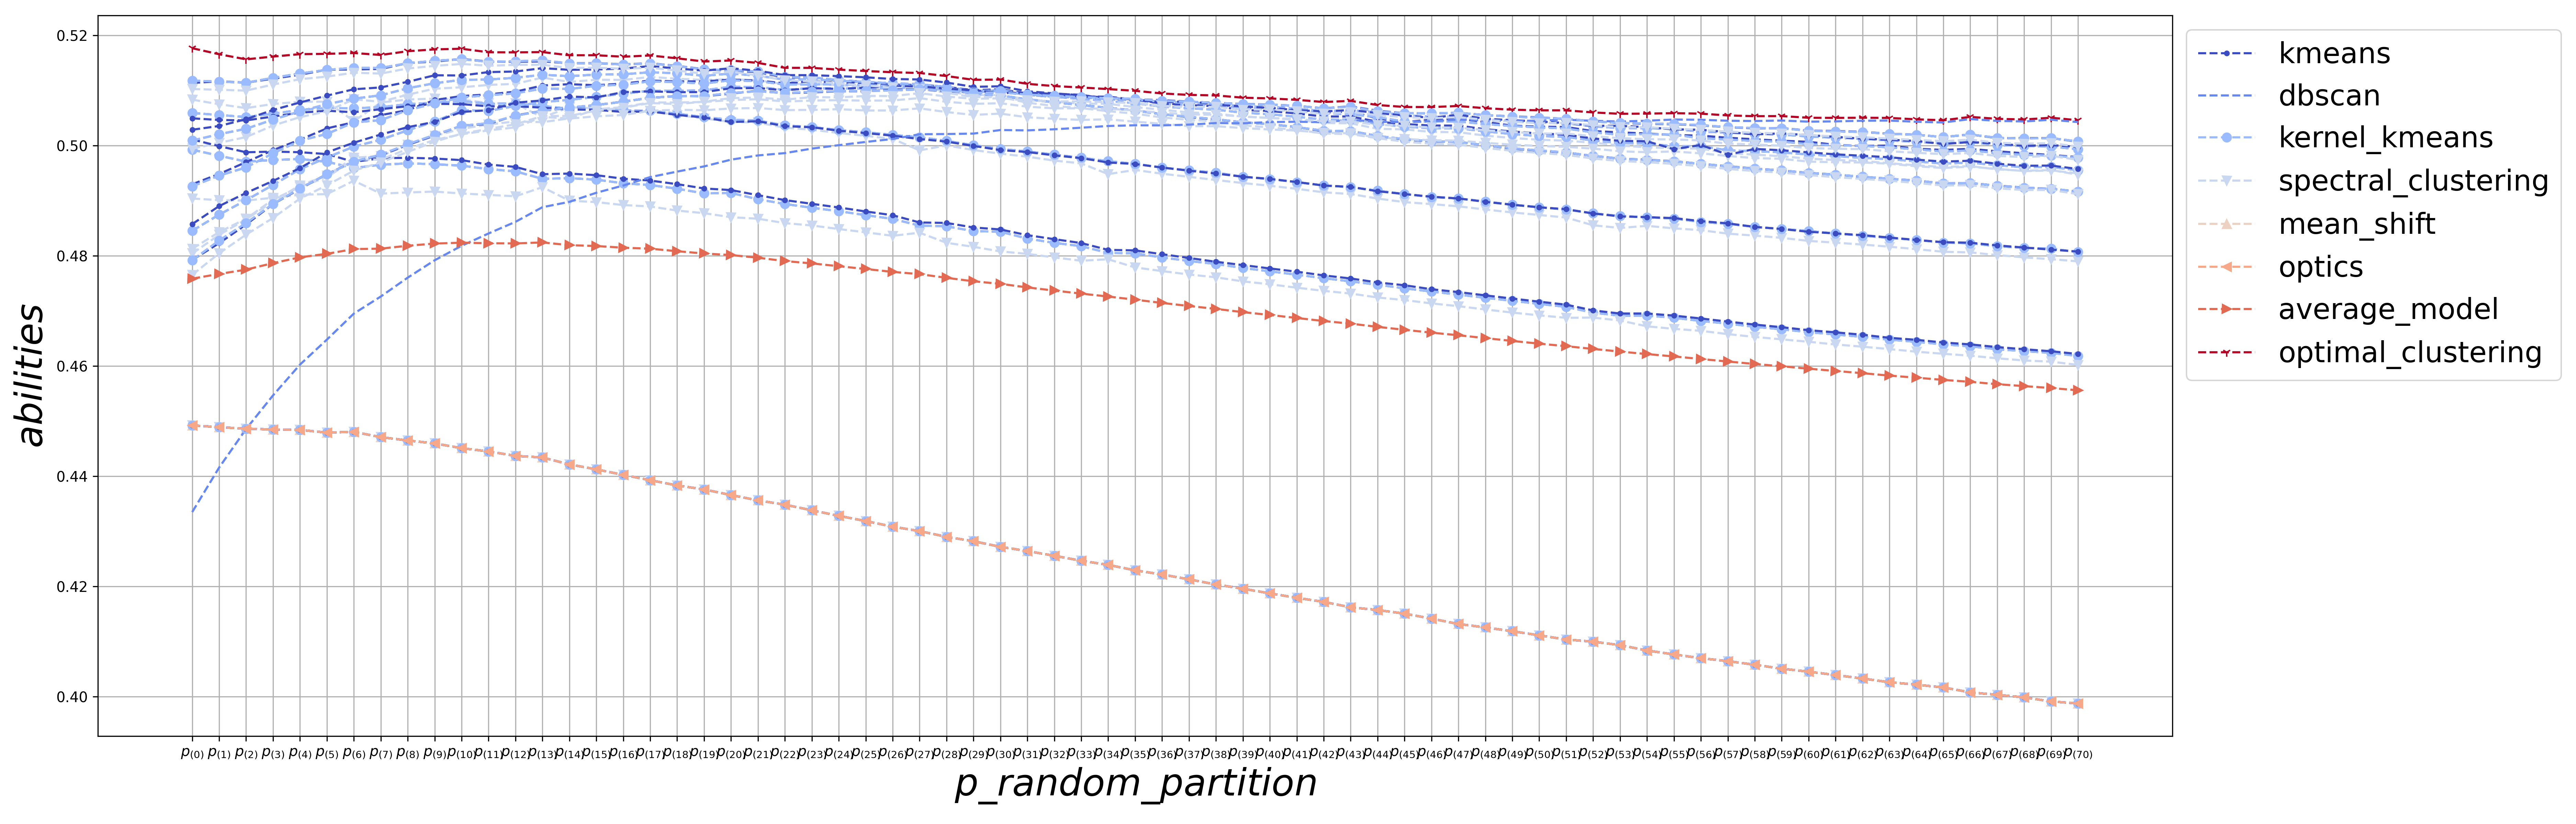 0.52
0.50
0.48
0.46
0.44
0.42
0.40
abilities
p(0) p(1) p(2) p(3) p(4) p(5) p(6) p(7) p(8) p(9) p(10) p(11) p(12) p(13) p(14) p(15) p(16) p(17) p(18) p(19) p(20) p(21) p(22) p(23) p(24) p(25) p(26) p(27) p(28) p(29) p(30) p(31) p(32) p(33) p(34) p(35) p(36) p(37) p(38) p(39) p(40) p(41) p(42) p(43) p(44) p(45) p(46) p(47) p(48) p(49) p(50) p(51) p(52) p(53) p(54) p(55) p(56) p(57) p(58) p(59) p(60) p(61) p(62) p(63) p(64) p(65) p(66) p(67) p(68) p(69) p(70)
p_random_partition
kmeans
dbscan
kernel_kmeans
spectral_clustering
mean_shift
optics
average_model
optimal_clustering